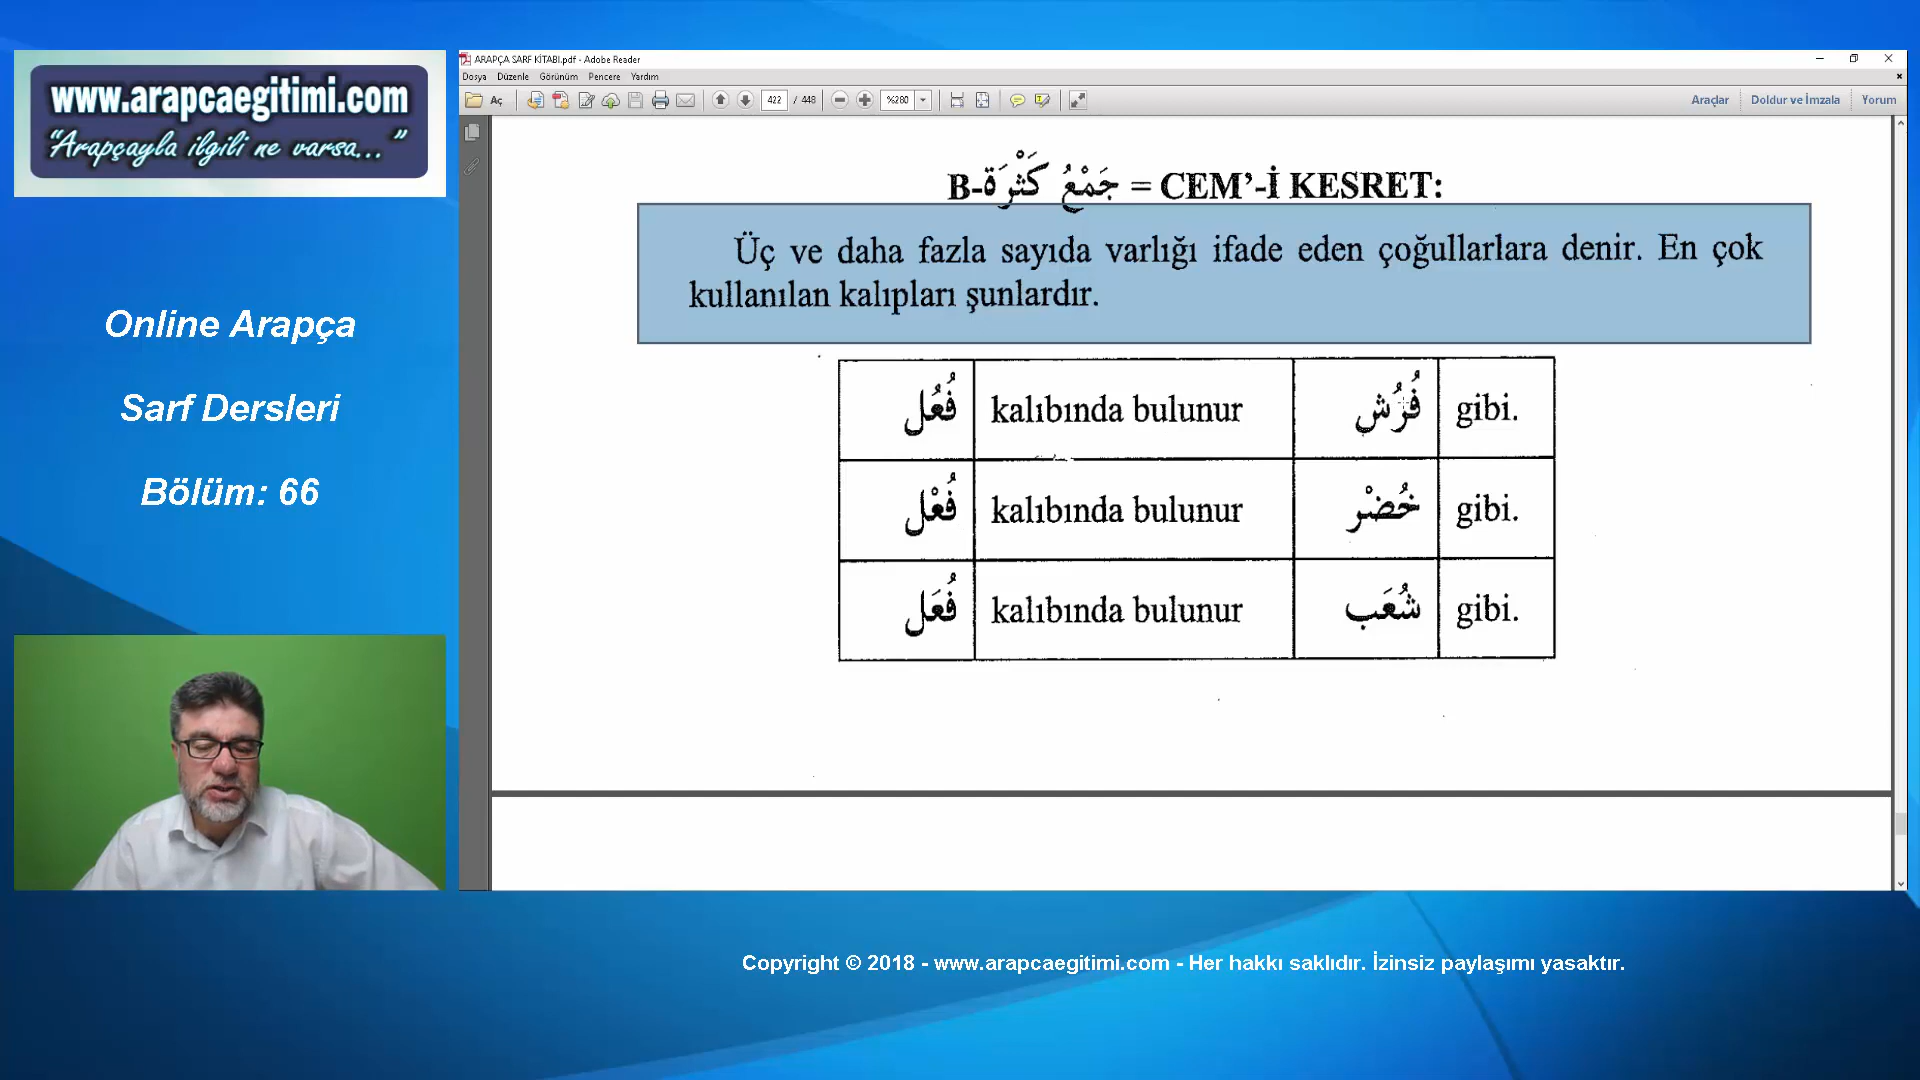 www.arapcaegitimi.com
"Arapçayla ilgili ne varsa..."
Online Arapça
Sarf Dersleri
Bölüm: 66
ARAPÇA SARF KİTABI.pdf - Adobe Reader
Dosya Düzenle Görünüm Pencere Yardım
Aç 422 / 448 %280 Araçlar Doldur ve İmzala Yorum
B-جَمْعُ كَثْرَة = CEM’-İ KESRET:
Üç ve daha fazla sayıda varlığı ifade eden çoğullarlara denir. En çok
kullanılan kalıpları şunlardır.
فُعُل kalıbında bulunur فُرُش gibi.
فُعْل kalıbında bulunur خُضْر gibi.
فُعَل kalıbında bulunur شُعَب gibi.
Copyright © 2018 - www.arapcaegitimi.com - Her hakkı saklıdır. İzinsiz paylaşımı yasaktır.